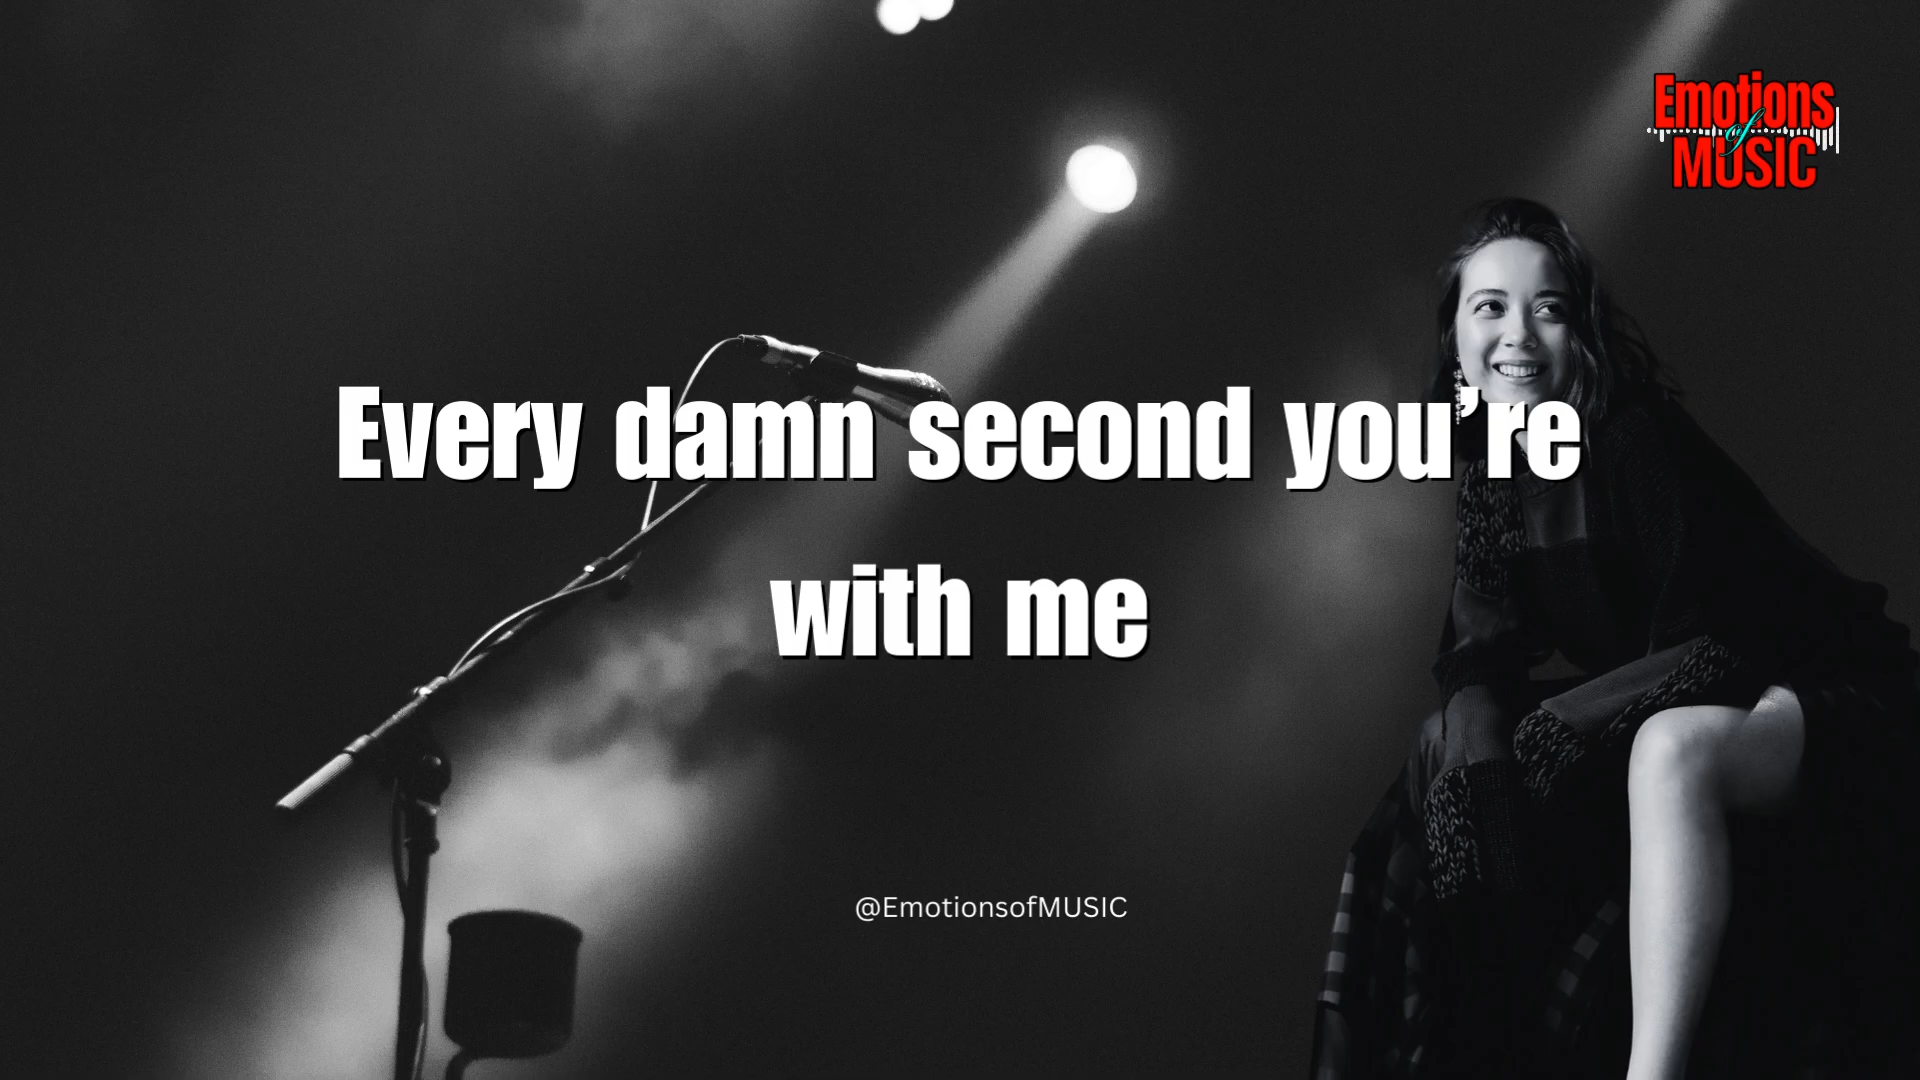 Emotions
of
MUSIC
Every damn second you’re
with me
@EmotionsofMUSIC